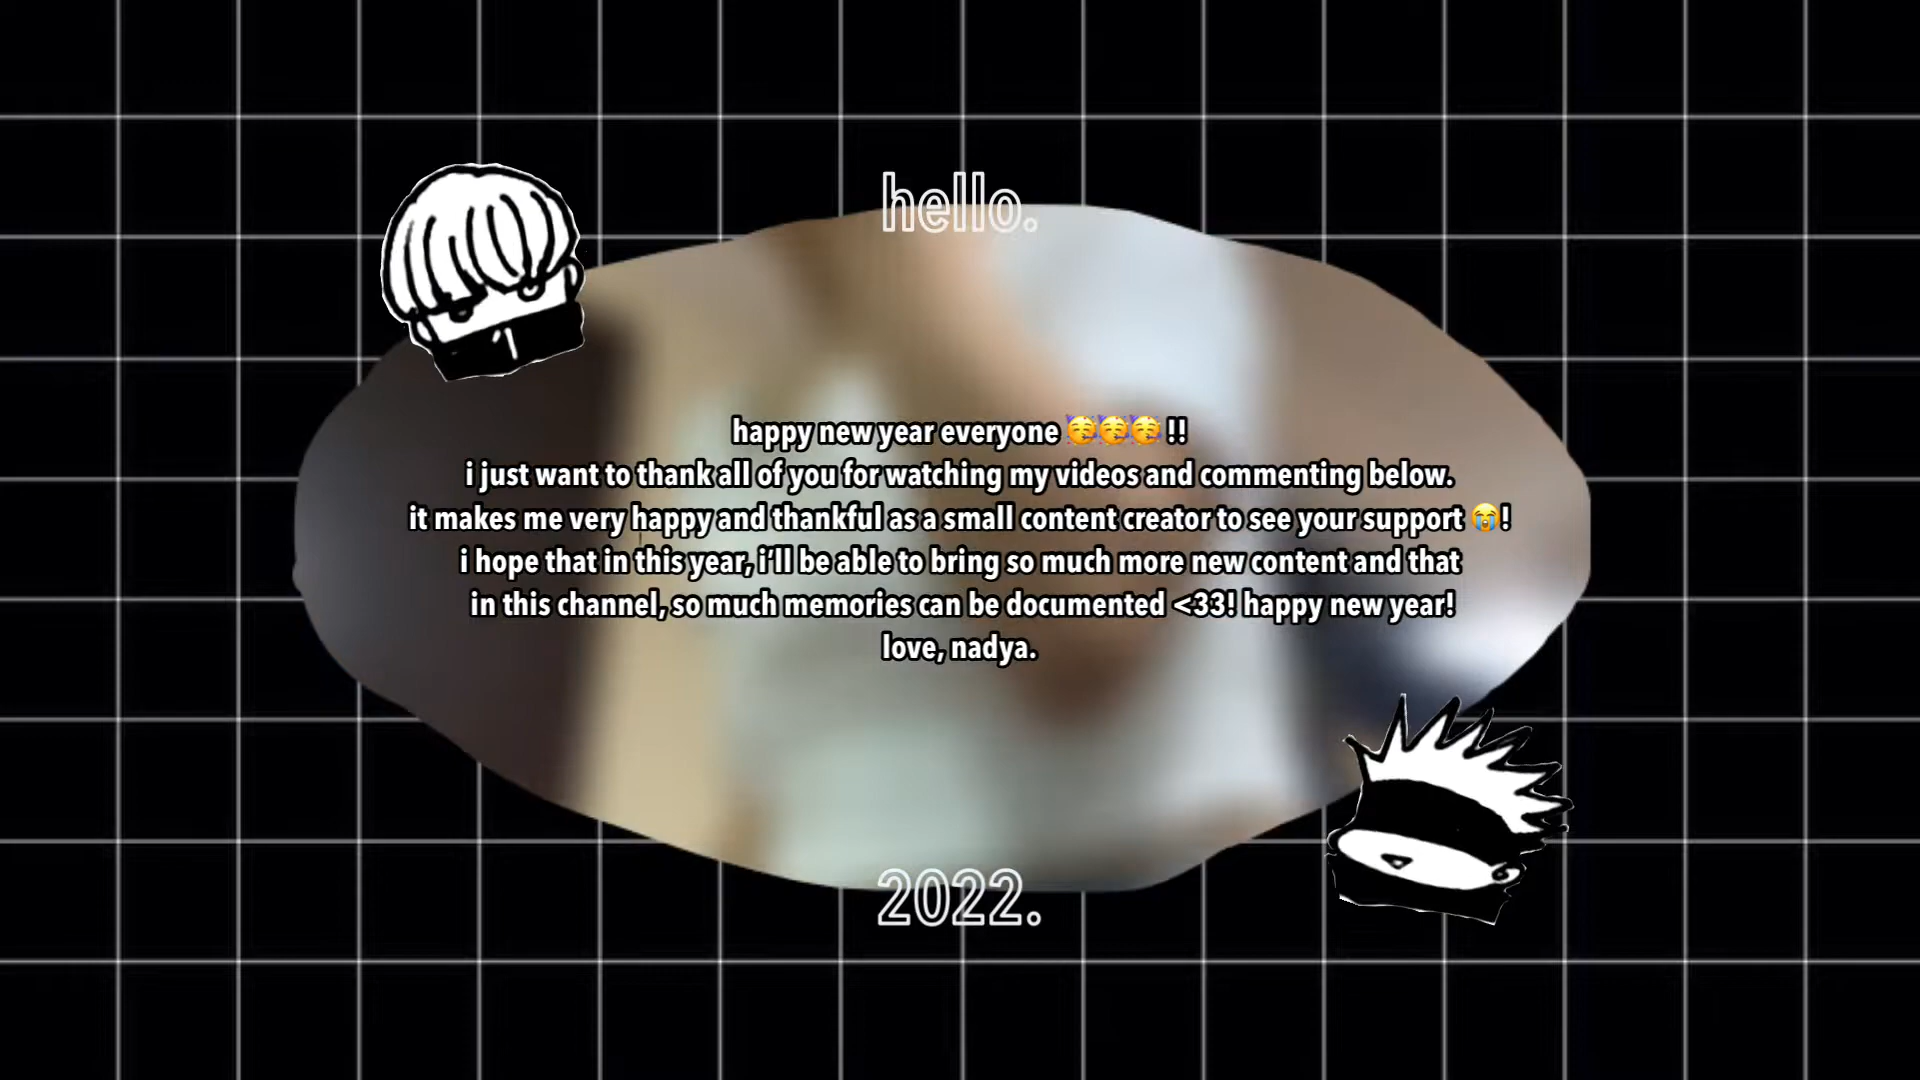 hello.
happy new year everyone 🥳🥳🥳 !!
i just want to thank all of you for watching my videos and commenting below.
it makes me very happy and thankful as a small content creator to see your support 😭!
i hope that in this year, i‘ll be able to bring so much more new content and that
in this channel, so much memories can be documented <33! happy new year!
love, nadya.
2022.